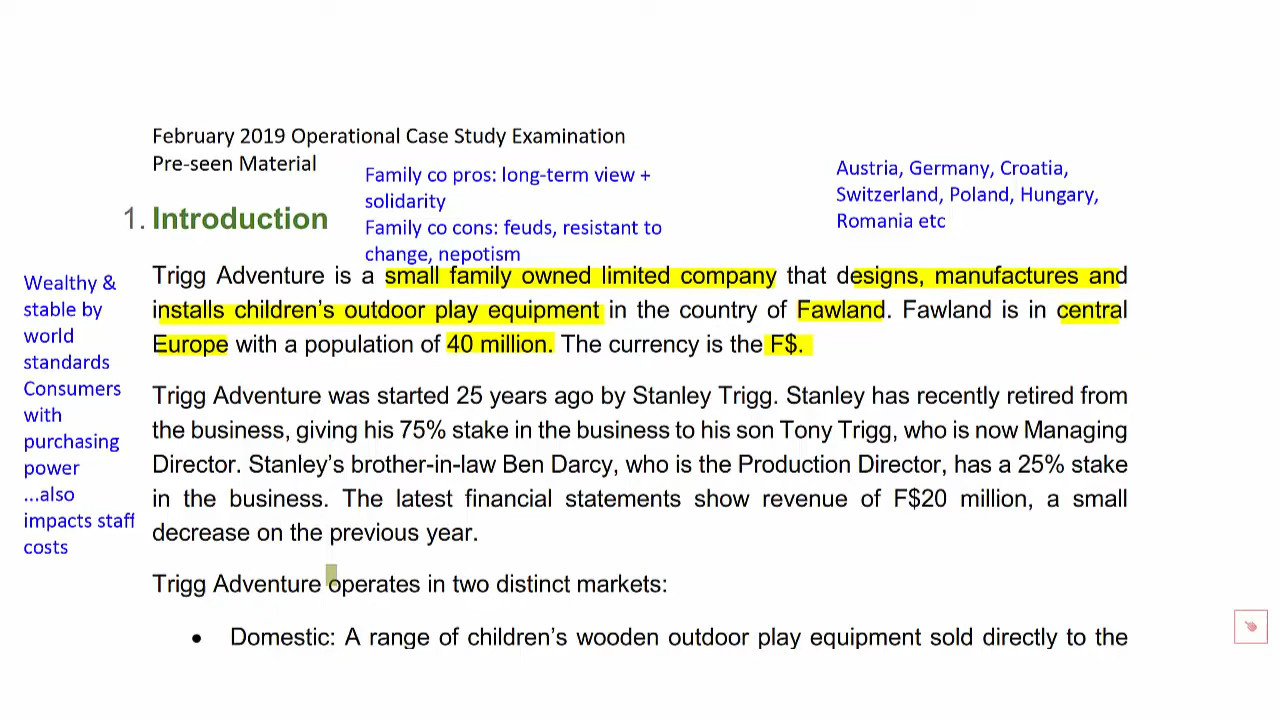 February 2019 Operational Case Study Examination
Pre-seen Material
Family co pros: long-term view +
solidarity
Family co cons: feuds, resistant to
change, nepotism
Austria, Germany, Croatia,
Switzerland, Poland, Hungary,
Romania etc
1. Introduction
Wealthy &
stable by
world
standards
Consumers
with
purchasing
power
...also
impacts staff
costs
Trigg Adventure is a small family owned limited company that designs, manufactures and
installs children’s outdoor play equipment in the country of Fawland. Fawland is in central
Europe with a population of 40 million. The currency is the F$.
Trigg Adventure was started 25 years ago by Stanley Trigg. Stanley has recently retired from
the business, giving his 75% stake in the business to his son Tony Trigg, who is now Managing
Director. Stanley’s brother-in-law Ben Darcy, who is the Production Director, has a 25% stake
in the business. The latest financial statements show revenue of F$20 million, a small
decrease on the previous year.
Trigg Adventure operates in two distinct markets:
• Domestic: A range of children’s wooden outdoor play equipment sold directly to the